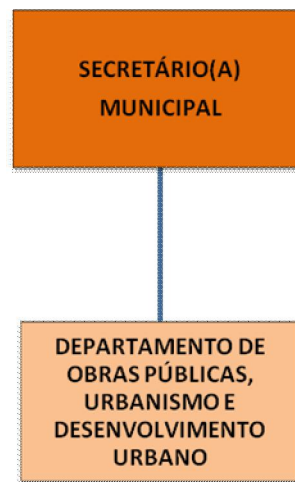 SECRETÁRIO(A)
MUNICIPAL
DEPARTAMENTO DE
OBRAS PÚBLICAS,
URBANISMO E
DESENVOLVIMENTO
URBANO